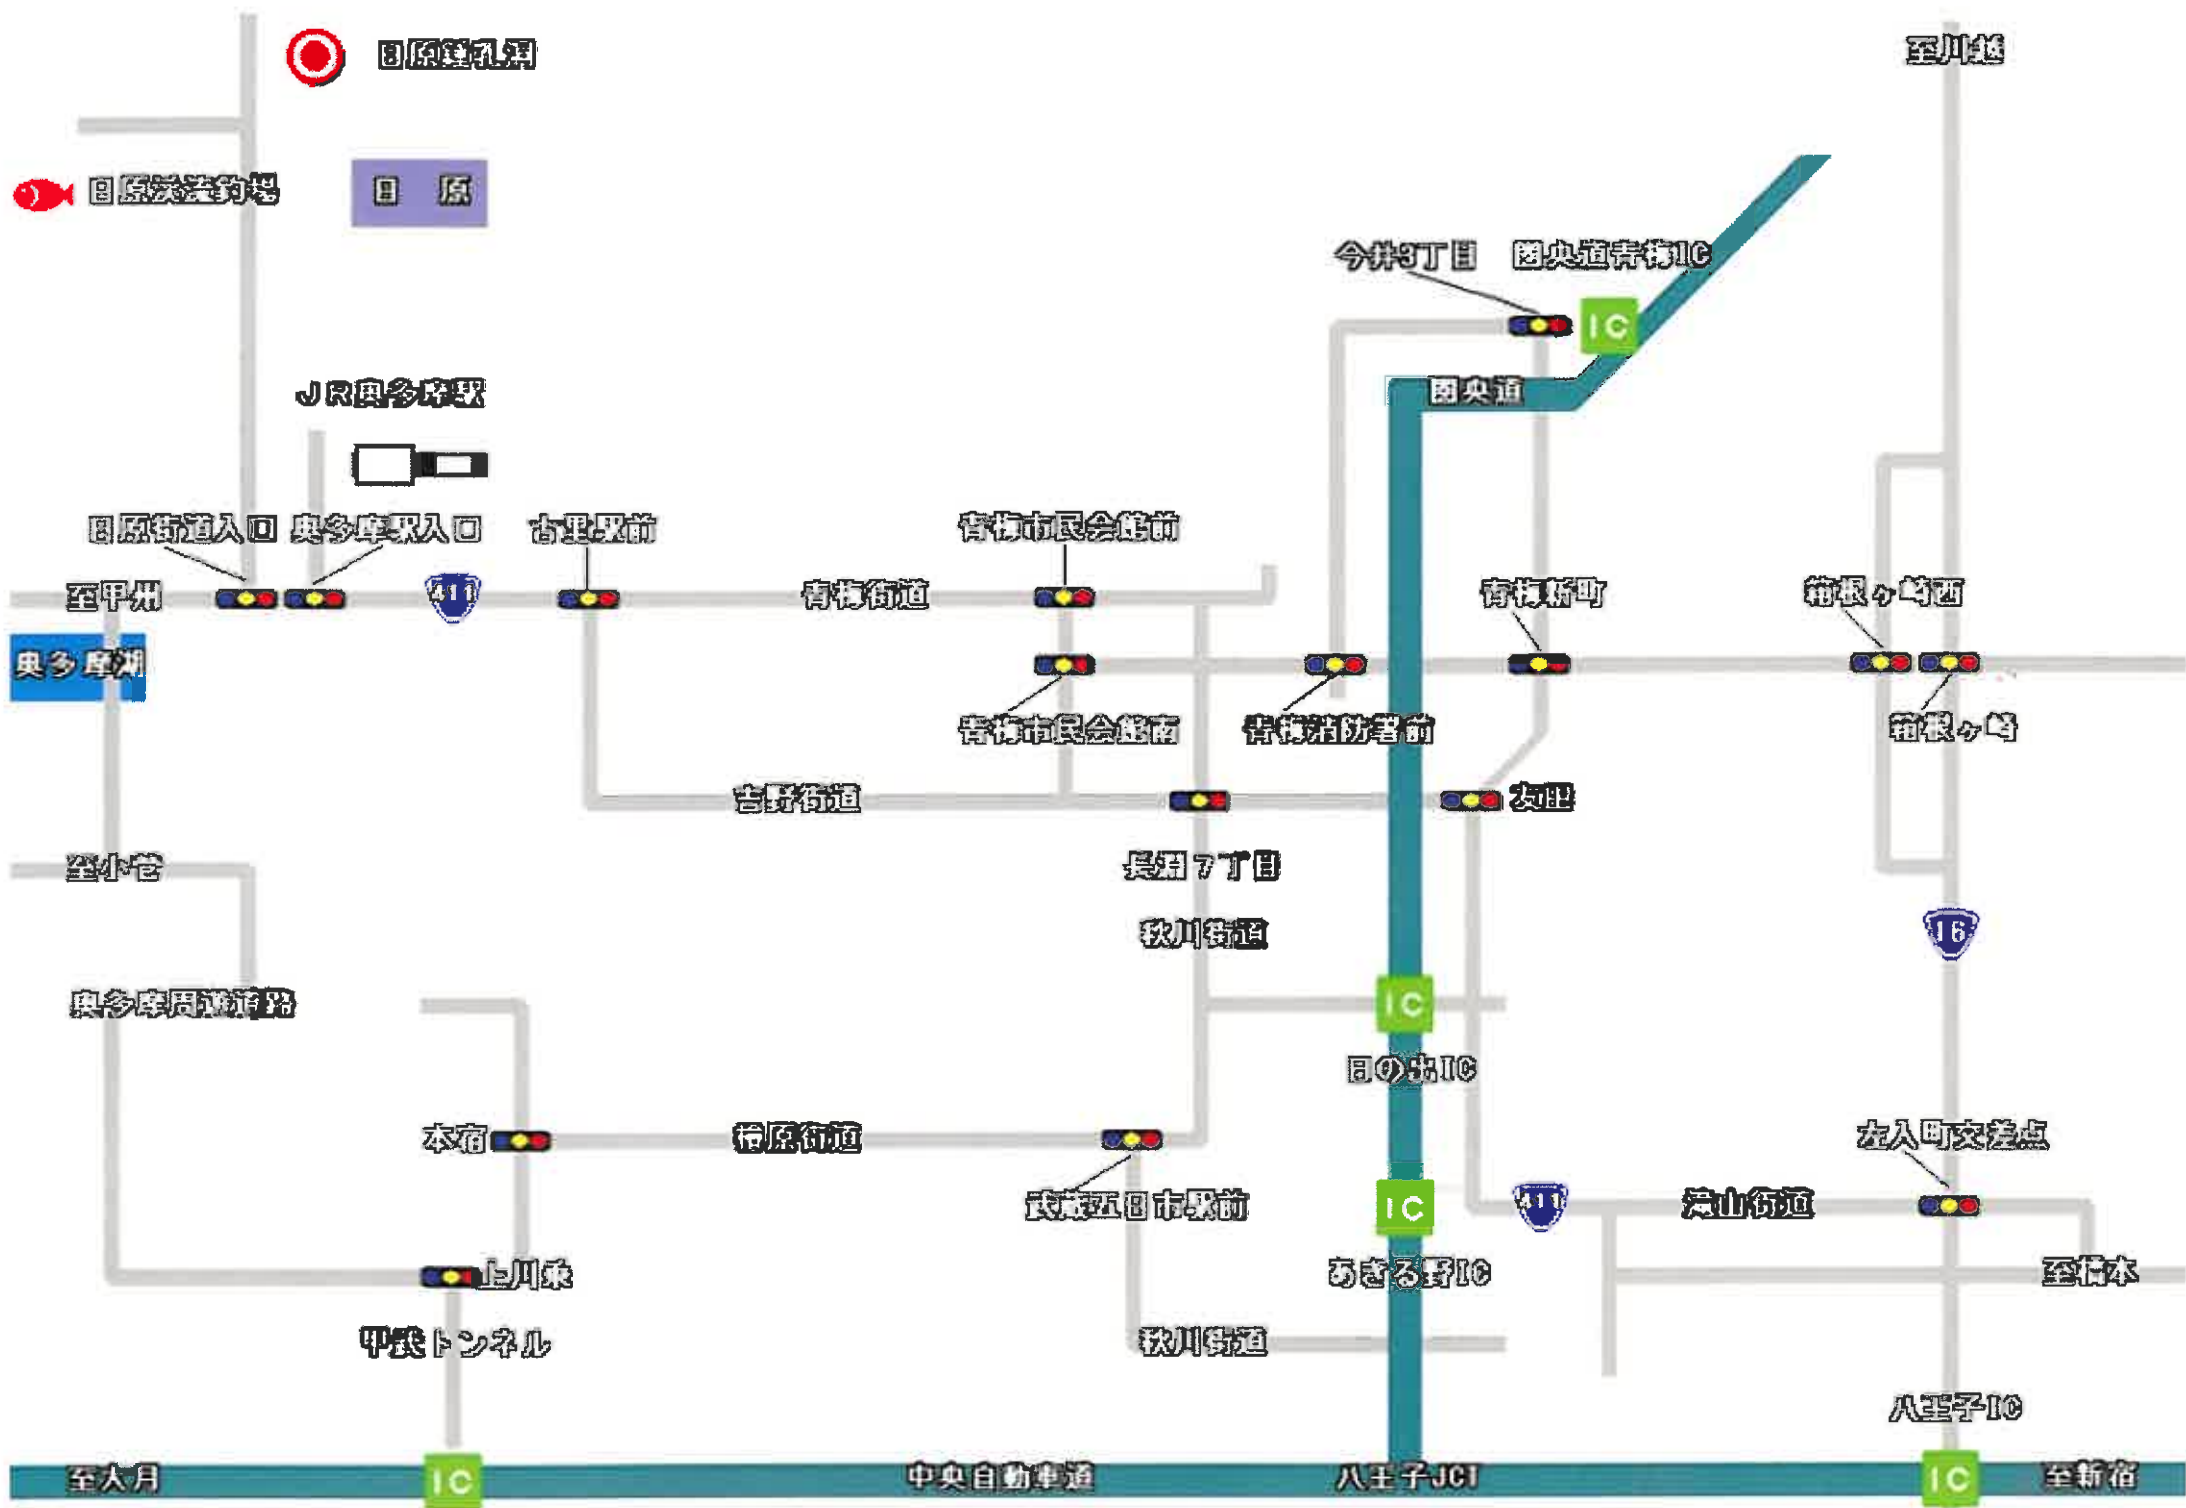 日原鍾乳洞
至川越
日原渓流釣場
日　原
今井3丁目
圏央道青梅IC
IC
圏央道
JR奥多摩駅
日原街道入口
奥多摩駅入口
古里駅前
青梅市民会館前
至甲州
411
青梅街道
青梅新町
箱根ヶ崎西
奥多摩湖
青梅市民会館南
青梅消防署前
箱根ヶ崎
吉野街道
友田
至小菅
長淵7丁目
秋川街道
16
奥多摩周遊道路
IC
日の出IC
本宿
檜原街道
左入町交差点
武蔵五日市駅前
IC
411
滝山街道
上川乗
あきる野IC
至橋本
甲武トンネル
秋川街道
八王子IC
至大月
IC
中央自動車道
八王子JCT
IC
至新宿